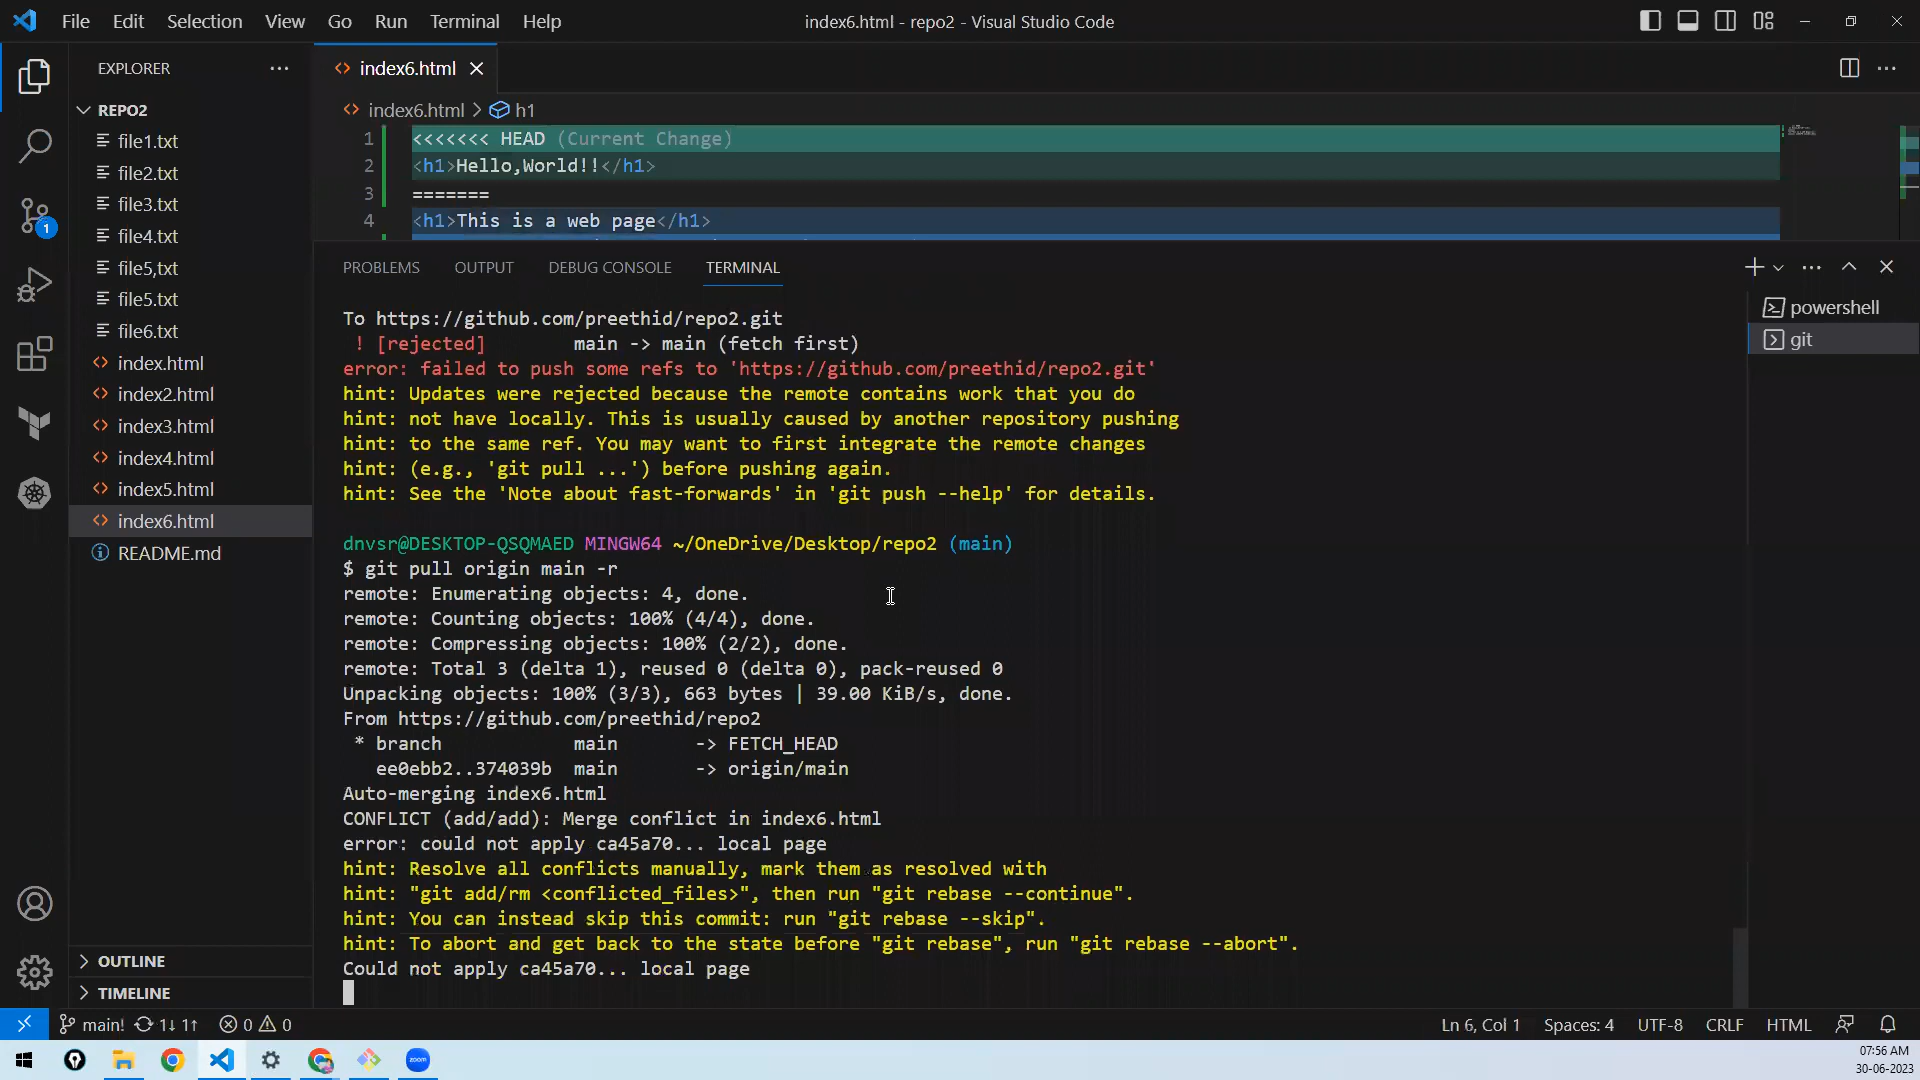 File Edit Selection View Go Run Terminal Help
index6.html - repo2 - Visual Studio Code
EXPLORER
REPO2
file1.txt
file2.txt
file3.txt
file4.txt
file5,txt
file5.txt
file6.txt
index.html
index2.html
index3.html
index4.html
index5.html
index6.html
README.md
OUTLINE
TIMELINE
1
index6.html
index6.html > h1
1 <<<<<<< HEAD (Current Change)
2 <h1>Hello,World!!</h1>
3 =======
4 <h1>This is a web page</h1>
PROBLEMS OUTPUT DEBUG CONSOLE TERMINAL
powershell
git
To https://github.com/preethid/repo2.git
! [rejected] main -> main (fetch first)
error: failed to push some refs to 'https://github.com/preethid/repo2.git'
hint: Updates were rejected because the remote contains work that you do
hint: not have locally. This is usually caused by another repository pushing
hint: to the same ref. You may want to first integrate the remote changes
hint: (e.g., 'git pull ...') before pushing again.
hint: See the 'Note about fast-forwards' in 'git push --help' for details.
dnvsr@DESKTOP-QSQMAED MINGW64 ~/OneDrive/Desktop/repo2 (main)
$ git pull origin main -r
remote: Enumerating objects: 4, done.
remote: Counting objects: 100% (4/4), done.
remote: Compressing objects: 100% (2/2), done.
remote: Total 3 (delta 1), reused 0 (delta 0), pack-reused 0
Unpacking objects: 100% (3/3), 663 bytes | 39.00 KiB/s, done.
From https://github.com/preethid/repo2
* branch main -> FETCH_HEAD
ee0ebb2..374039b main -> origin/main
Auto-merging index6.html
CONFLICT (add/add): Merge conflict in index6.html
error: could not apply ca45a70... local page
hint: Resolve all conflicts manually, mark them as resolved with
hint: "git add/rm <conflicted_files>", then run "git rebase --continue".
hint: You can instead skip this commit: run "git rebase --skip".
hint: To abort and get back to the state before "git rebase", run "git rebase --abort".
Could not apply ca45a70... local page
main! 1↓ 1↑ 0 0
Ln 6, Col 1 Spaces: 4 UTF-8 CRLF HTML
zoom
07:56 AM
30-06-2023